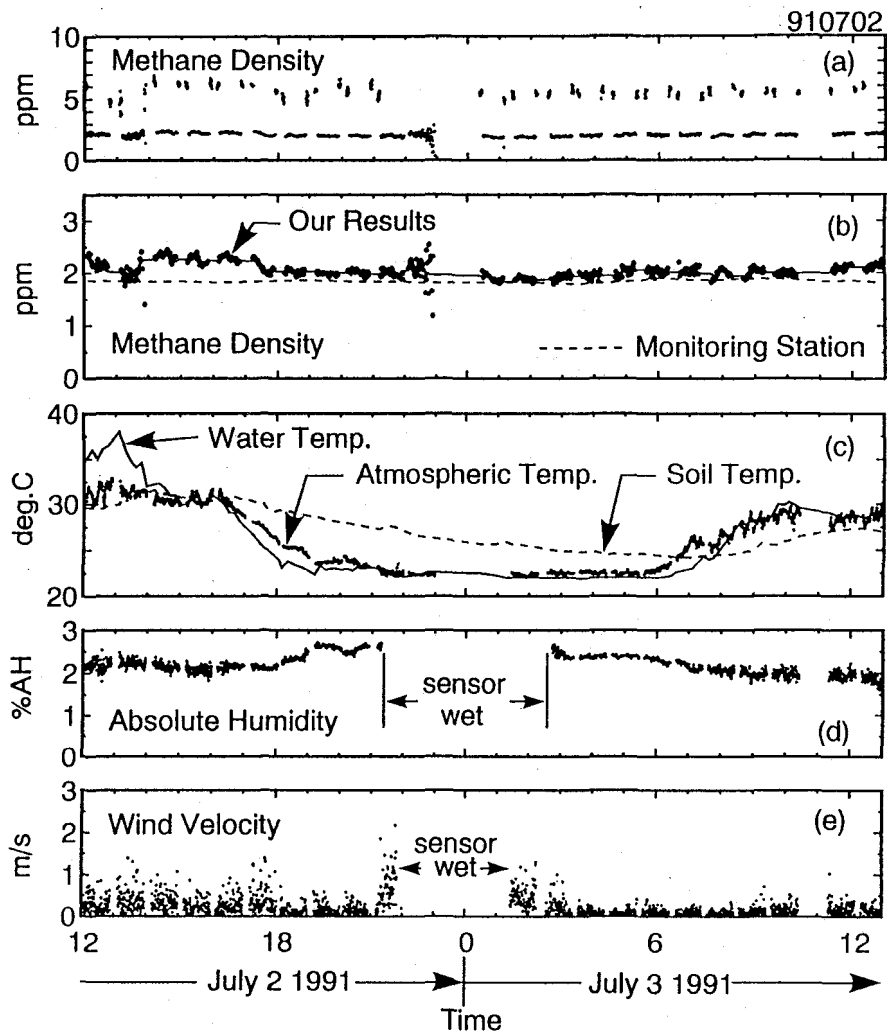 910702
10
5
0
ppm
Methane Density
(a)
3
2
1
0
ppm
Our Results
(b)
Methane Density
Monitoring Station
40
30
20
deg.C
Water Temp.
Atmospheric Temp.
Soil Temp.
(c)
3
2
1
0
%AH
sensor
wet
Absolute Humidity
(d)
3
2
1
0
m/s
Wind Velocity
sensor
wet
(e)
12 18 0 6 12
July 2 1991 July 3 1991
Time